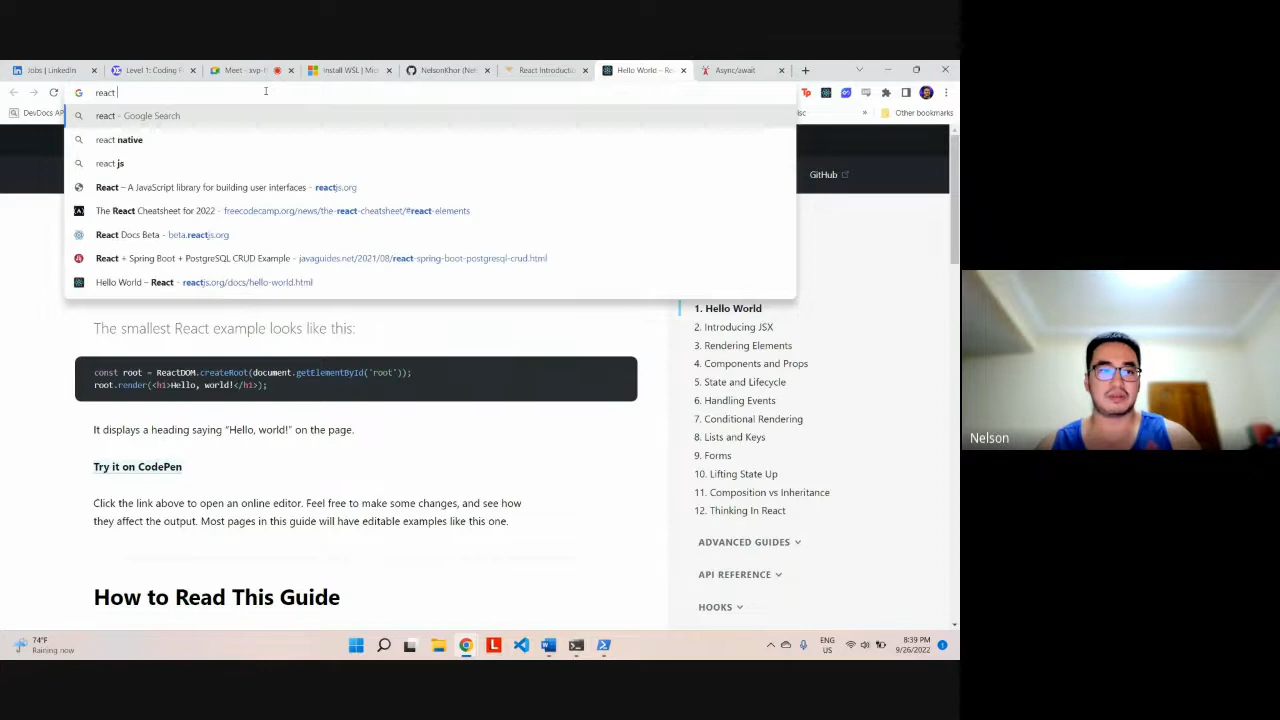 Jobs | LinkedIn
Level 1: Coding F
Meet - xvp-h
Install WSL | Mic
NelsonKhor (Nel
React Introduction
Hello World – Re
Async/await
react
DevDocs AP
Other bookmarks
react - Google Search
react native
react js
React – A JavaScript library for building user interfaces - reactjs.org
The React Cheatsheet for 2022 - freecodecamp.org/news/the-react-cheatsheet/#react-elements
React Docs Beta - beta.reactjs.org
React + Spring Boot + PostgreSQL CRUD Example - javaguides.net/2021/08/react-spring-boot-postgresql-crud.html
Hello World – React - reactjs.org/docs/hello-world.html
GitHub
The smallest React example looks like this:
const root = ReactDOM.createRoot(document.getElementById('root'));
root.render(<h1>Hello, world!</h1>);
It displays a heading saying “Hello, world!” on the page.
Try it on CodePen
Click the link above to open an online editor. Feel free to make some changes, and see how
they affect the output. Most pages in this guide will have editable examples like this one.
How to Read This Guide
1. Hello World
2. Introducing JSX
3. Rendering Elements
4. Components and Props
5. State and Lifecycle
6. Handling Events
7. Conditional Rendering
8. Lists and Keys
9. Forms
10. Lifting State Up
11. Composition vs Inheritance
12. Thinking In React
ADVANCED GUIDES
API REFERENCE
HOOKS
74°F
Raining now
ENG
US
8:39 PM
9/26/2022
Nelson